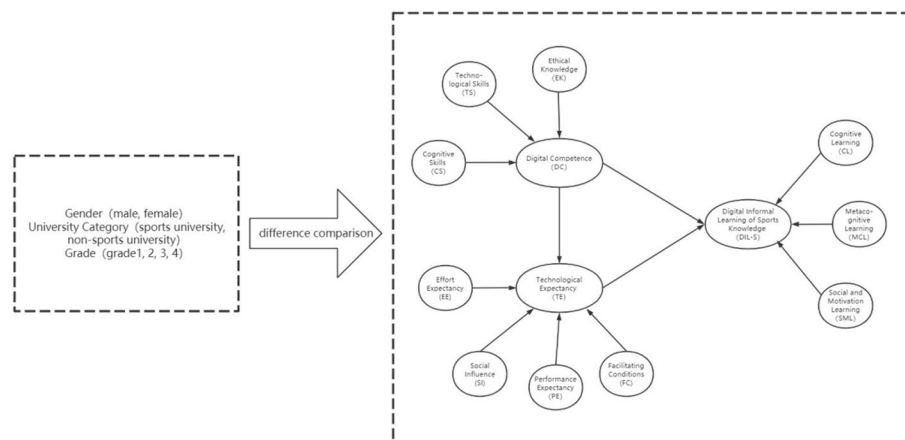 Gender (male, female)
University Category (sports university,
non-sports university)
Grade (grade1, 2, 3, 4)
difference comparison
Ethical
Knowledge
(EK)
Techno-
logical Skills
(TS)
Cognitive
Skills
(CS)
Digital Competence
(DC)
Cognitive
Learning
(CL)
Digital Informal
Learning of Sports
Knowledge
(DIL-S)
Metaco-
gnitive
Learning
(MCL)
Effort
Expectancy
(EE)
Technological
Expectancy
(TE)
Social and
Motivation
Learning
(SML)
Social
Influence
(SI)
Performance
Expectancy
(PE)
Facilitating
Conditions
(FC)